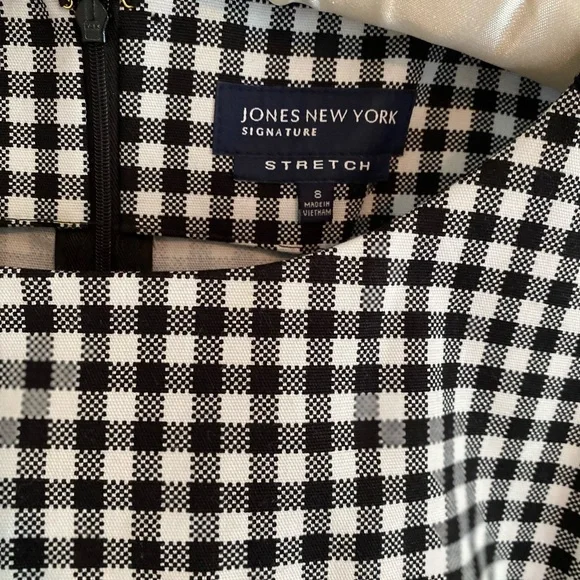 JONES NEW YORK
SIGNATURE
STRETCH
8
MADE IN
VIETNAM